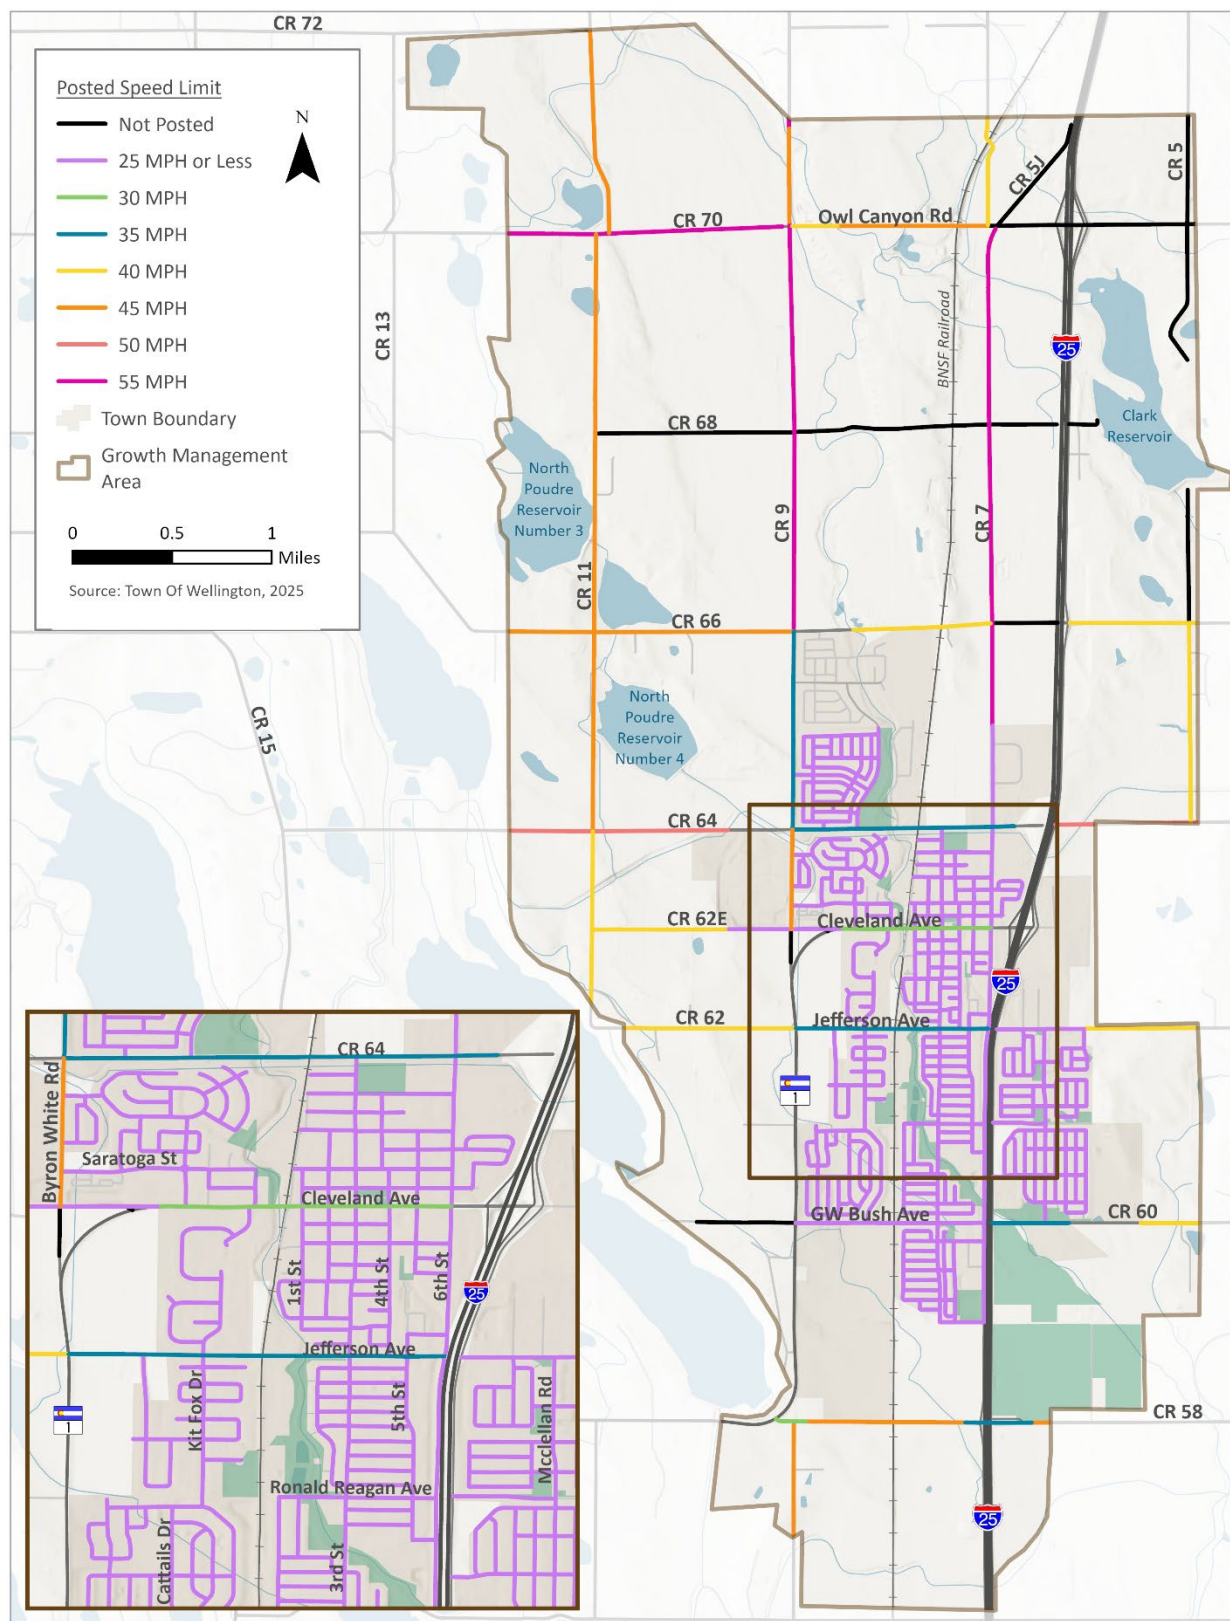 CR 72
Posted Speed Limit
N
Not Posted
25 MPH or Less
30 MPH
35 MPH
40 MPH
45 MPH
50 MPH
55 MPH
Town Boundary
Growth Management
Area
0 0.5 1
Miles
Source: Town Of Wellington, 2025
CR 5J
CR 5
CR 70
Owl Canyon Rd
CR 13
BNSF Railroad
25
CR 68
Clark
Reservoir
North
Poudre
Reservoir
Number 3
CR 9
CR 7
CR 11
CR 66
CR 15
North
Poudre
Reservoir
Number 4
CR 64
CR 62E
Cleveland Ave
25
CR 62
Jefferson Ave
1
GW Bush Ave
CR 60
CR 58
25
CR 64
Byron White Rd
Saratoga St
Cleveland Ave
1st St
4th St
6th St
25
Jefferson Ave
Kit Fox Dr
5th St
Mcclellan Rd
1
Ronald Reagan Ave
Cattails Dr
3rd St